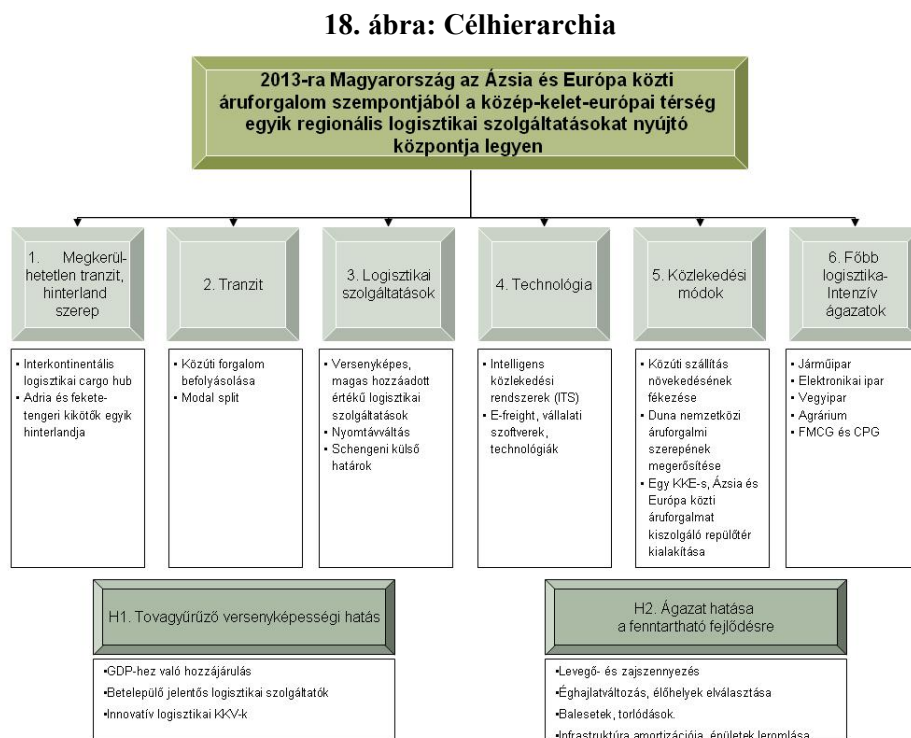 18. ábra: Célhierarchia
2013-ra Magyarország az Ázsia és Európa közti
áruforgalom szempontjából a közép-kelet-európai térség
egyik regionális logisztikai szolgáltatásokat nyújtó
központja legyen
1. Megkerül-
hetetlen tranzit,
hinterland
szerep
2. Tranzit
3. Logisztikai
szolgáltatások
4. Technológia
5. Közlekedési
módok
6. Főbb
logisztika-
Intenzív
ágazatok
▪ Interkontinentális
logisztikai cargo hub
▪ Adria és fekete-
tengeri kikötők egyik
hinterlandja
▪ Közúti forgalom
befolyásolása
▪ Modal split
▪ Versenyképes,
magas hozzáadott
értékű logisztikai
szolgáltatások
▪ Nyomtávváltás
▪ Schengeni külső
határok
▪ Intelligens
közlekedési
rendszerek (ITS)
▪ E-freight, vállalati
szoftverek,
technológiák
▪ Közúti szállítás
növekedésének
fékezése
▪ Duna nemzetközi
áruforgalmi
szerepének
megerősítése
▪ Egy KKE-s, Ázsia és
Európa közti
áruforgalmat
kiszolgáló repülőtér
kialakítása
▪ Járműipar
▪ Elektronikai ipar
▪ Vegyipar
▪ Agrárium
▪ FMCG és CPG
H1. Tovagyűrűző versenyképességi hatás
▪GDP-hez való hozzájárulás
▪Betelepülő jelentős logisztikai szolgáltatók
▪Innovatív logisztikai KKV-k
H2. Ágazat hatása
a fenntartható fejlődésre
▪Levegő- és zajszennyezés
▪Éghajlatváltozás, élőhelyek elválasztása
▪Balesetek, torlódások.
▪Infrastruktúra amortizációja, épületek leromlása